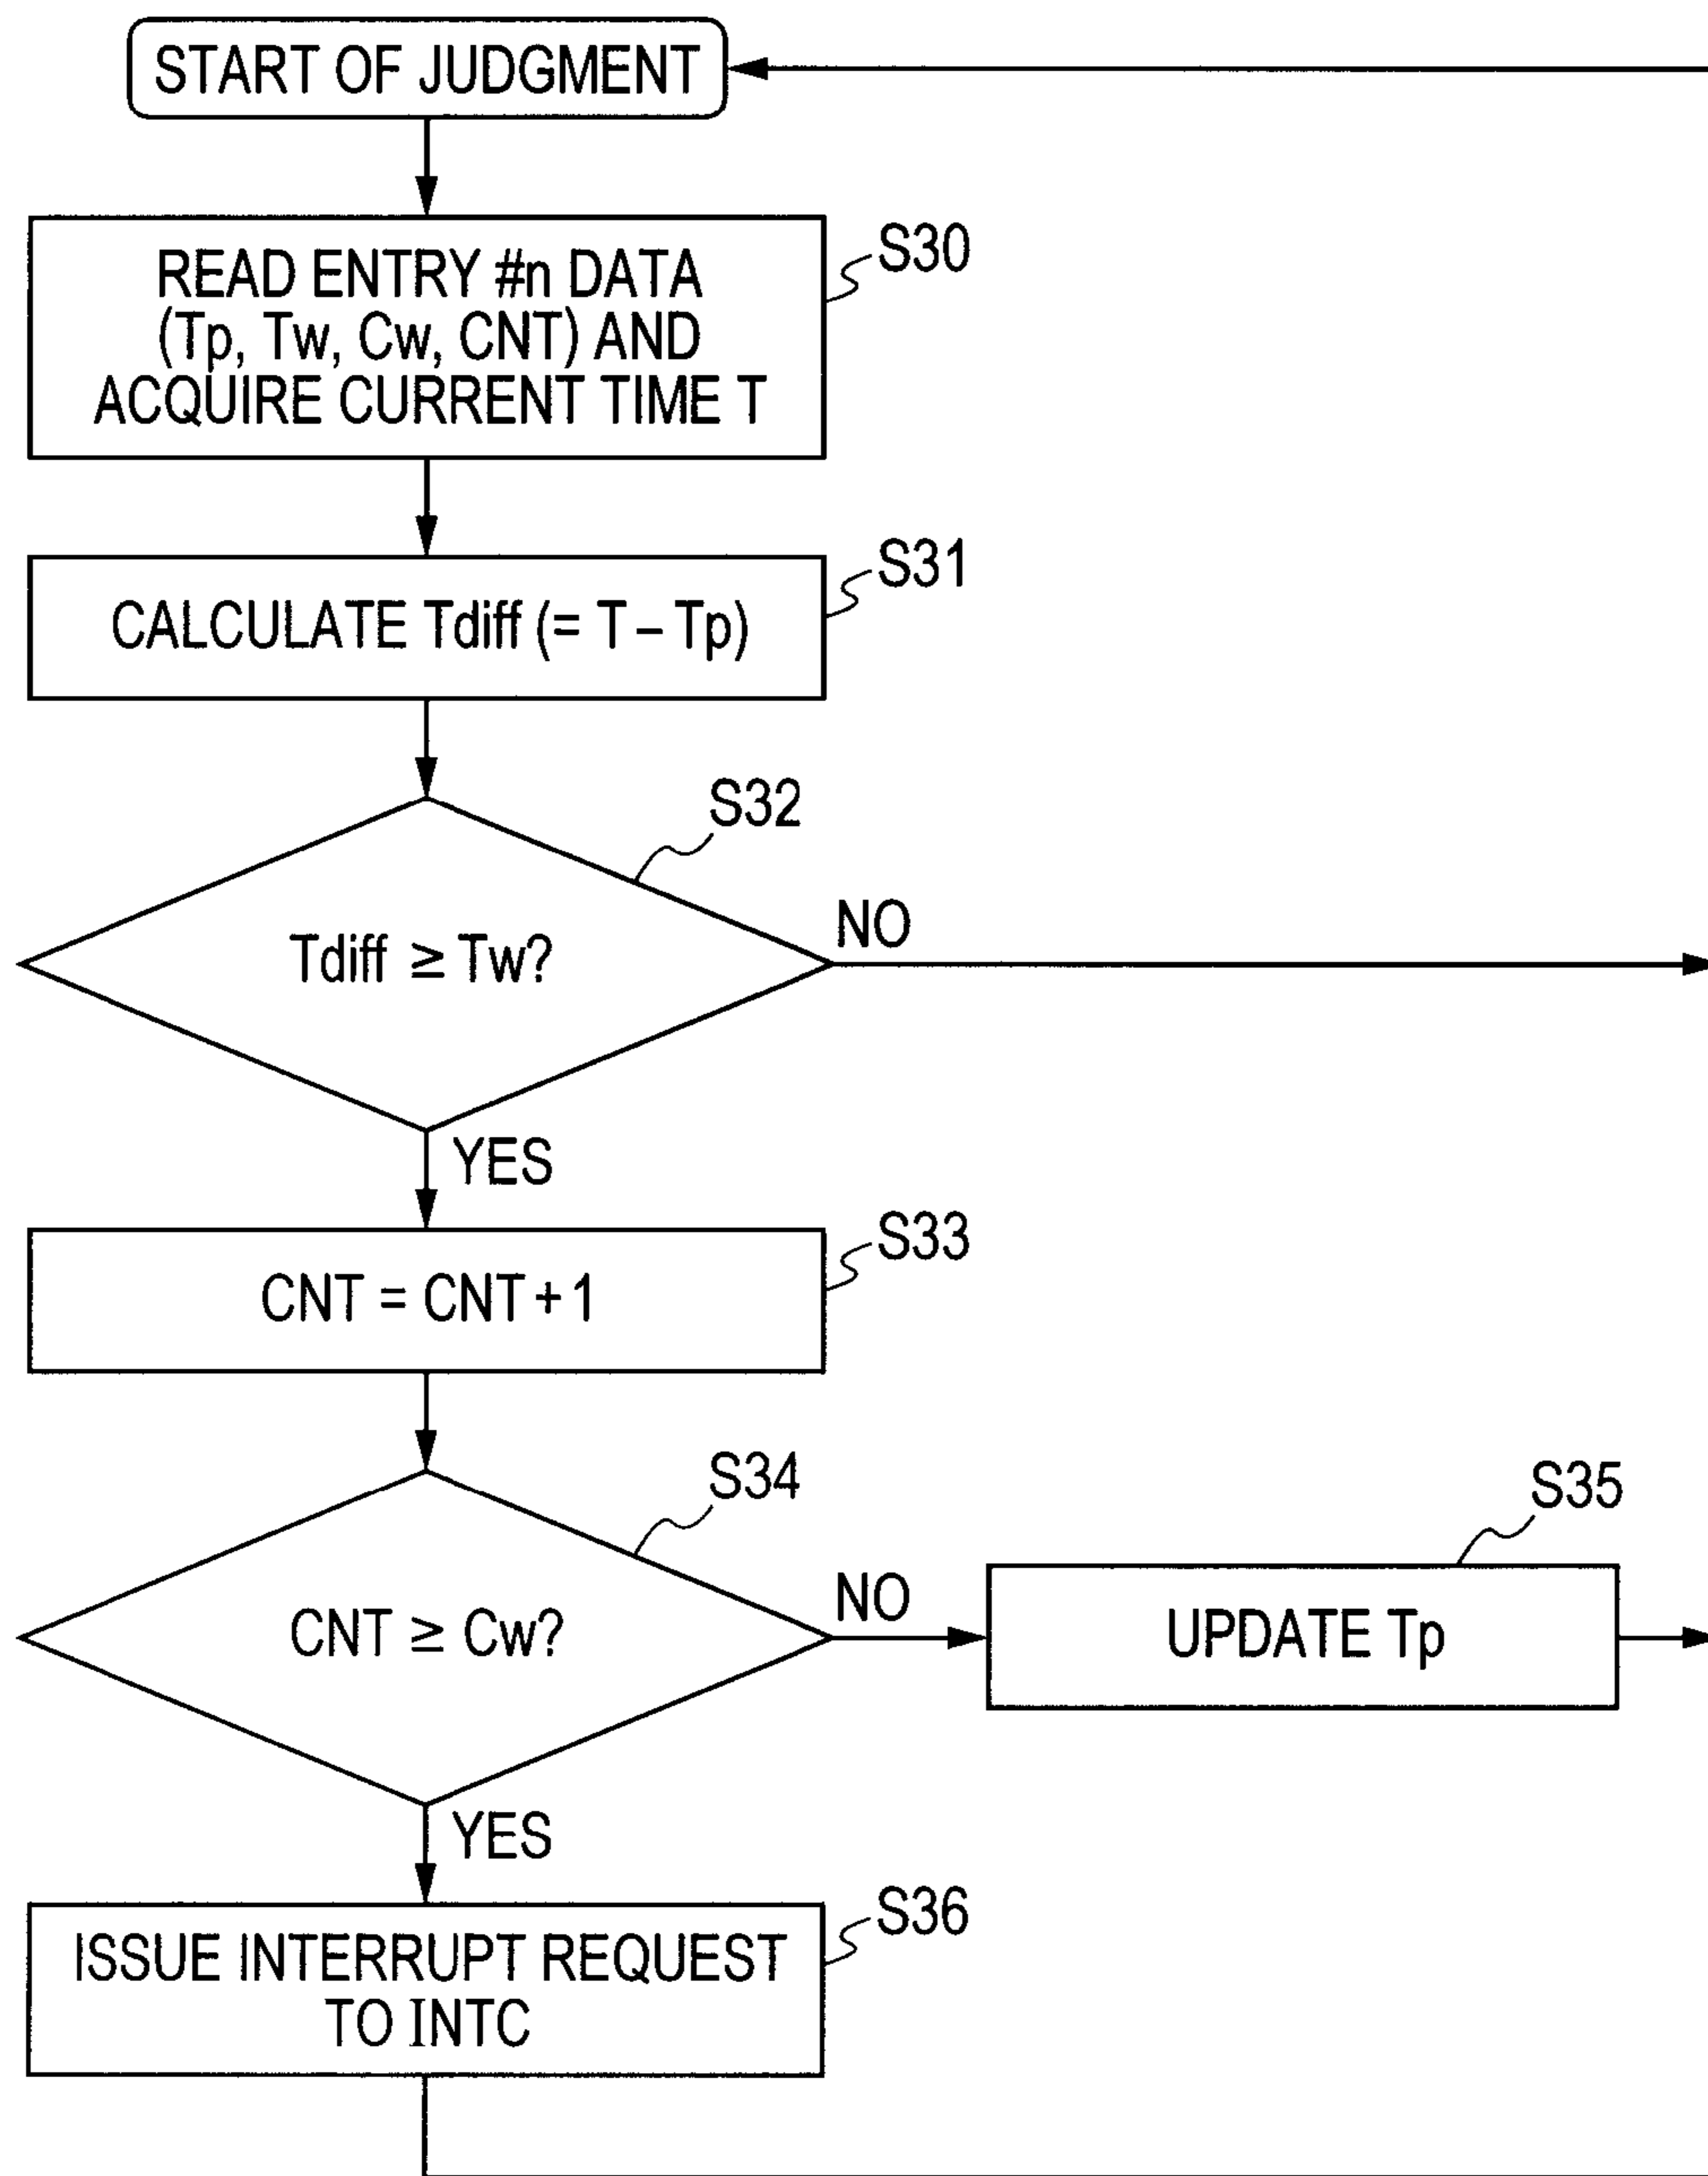 START OF JUDGMENT
READ ENTRY #n DATA
(Tp, Tw, Cw, CNT) AND
ACQUIRE CURRENT TIME T
S30
CALCULATE Tdiff (= T – Tp)
S31
S32
Tdiff ≥ Tw?
NO
YES
CNT = CNT + 1
S33
S34
CNT ≥ Cw?
NO
S35
UPDATE Tp
YES
ISSUE INTERRUPT REQUEST
TO INTC
S36